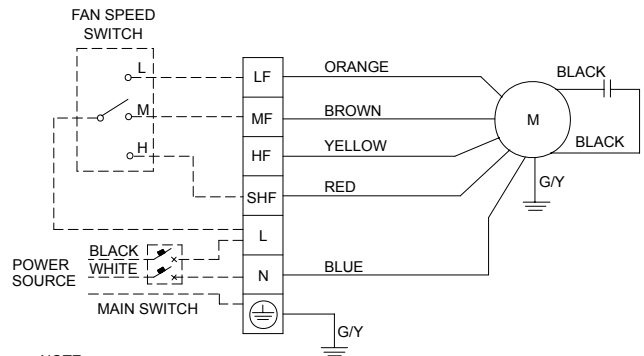 FAN SPEED
SWITCH
L
M
H
LF
MF
HF
SHF
L
N
ORANGE
BROWN
YELLOW
RED
BLUE
M
BLACK
BLACK
G/Y
POWER
SOURCE
BLACK
WHITE
MAIN SWITCH
G/Y